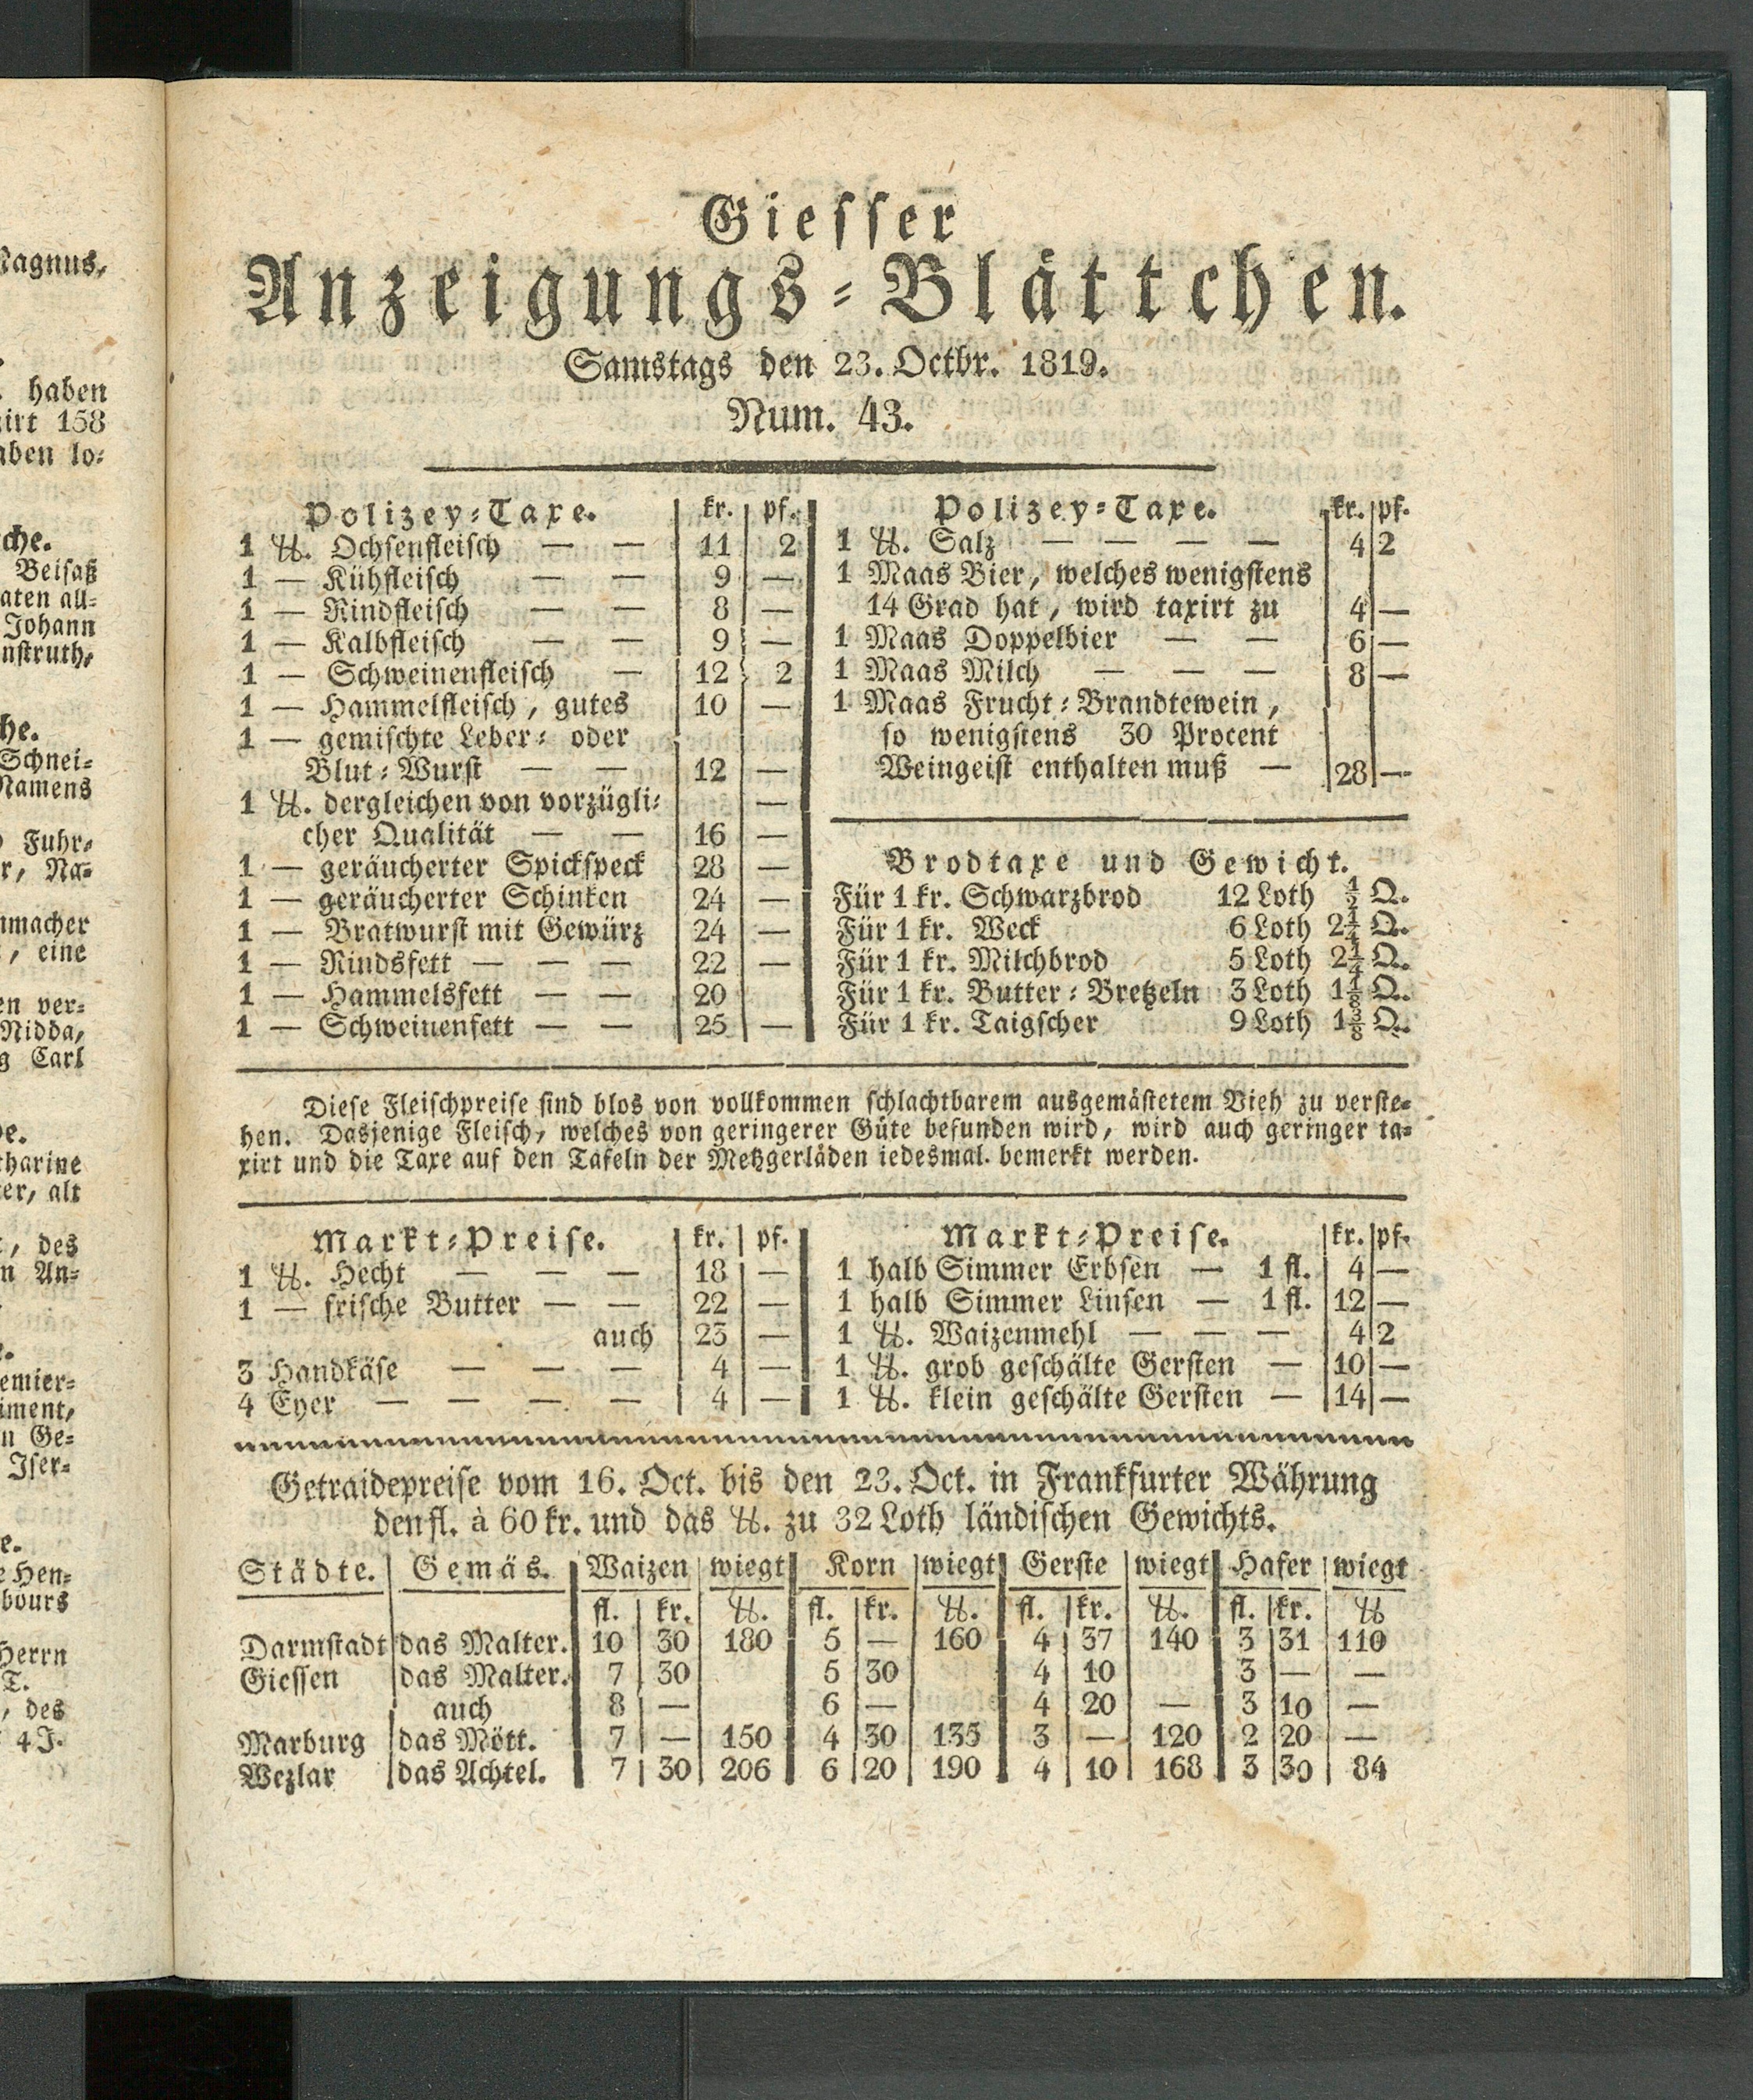 Giesser
Anzeigungs-Blättchen.
Samstags den 23. Octbr. 1819.
Num. 43.
Polizey-Taxe. kr. pf.
1 ℔. Ochsenfleisch — — 11 2
1 — Kühfleisch — — 9 —
1 — Rindfleisch — — 8 —
1 — Kalbfleisch — — 9 —
1 — Schweinenfleisch — 12 2
1 — Hammelfleisch, gutes 10 —
1 — gemischte Leber- oder
Blut-Wurst — — 12 —
1 ℔. dergleichen von vorzügli- —
cher Qualität — — 16 —
1 — geräucherter Spickspeck 28 —
1 — geräucherter Schinken 24 —
1 — Bratwurst mit Gewürz 24 —
1 — Rindsfett — — — 22 —
1 — Hammelsfett — — 20
1 — Schweinenfett — — 25 —
Polizey-Taxe. kr. pf.
1 ℔. Salz — — — — 4 2
1 Maas Bier, welches wenigstens
14 Grad hat, wird taxirt zu 4 —
1 Maas Doppelbier — — 6 —
1 Maas Milch — — — 8 —
1 Maas Frucht-Brandtewein,
so wenigstens 30 Procent
Weingeist enthalten muß — 28 —
Brodtaxe und Gewicht.
Für 1 kr. Schwarzbrod 12 Loth ½ Q.
Für 1 kr. Weck 6 Loth 2¼ Q.
Für 1 kr. Milchbrod 5 Loth 2¼ Q.
Für 1 kr. Butter-Bretzeln 3 Loth 1⅛ Q.
Für 1 kr. Taigscher 9 Loth 1⅜ Q.
Diese Fleischpreise sind blos von vollkommen schlachtbarem ausgemästetem Vieh zu verste-
hen. Dasjenige Fleisch, welches von geringerer Güte befunden wird, wird auch geringer ta-
xirt und die Taxe auf den Tafeln der Metzgerläden iedesmal. bemerkt werden.
Markt-Preise. kr. pf.
1 ℔. Hecht — — — 18 —
1 — frische Butter — — 22 —
auch 23 —
3 Handkäse — — — 4 —
4 Eyer — — — — 4 —
Markt-Preise. kr. pf.
1 halb Simmer Erbsen — 1 fl. 4 —
1 halb Simmer Linsen — 1 fl. 12 —
1 ℔. Waizenmehl — — — 4 2
1 ℔. grob geschälte Gersten — 10 —
1 ℔. klein geschälte Gersten — 14 —
Getraidepreise vom 16. Oct. bis den 23. Oct. in Frankfurter Währung
den fl. à 60 kr. und das ℔. zu 32 Loth ländischen Gewichts.
Städte. Gemäs. Waizen wiegt Korn wiegt Gerste wiegt Hafer wiegt
fl. kr. ℔. fl. kr. ℔. fl. kr. ℔. fl. kr. ℔
Darmstadt das Malter. 10 30 180 5 — 160 4 37 140 3 31 110
Giessen das Malter. 7 30 5 30 4 10 3 — —
auch 8 — 6 — 4 20 — 3 10 —
Marburg das Mött. 7 — 150 4 30 135 3 — 120 2 20 —
Wezlar das Achtel. 7 30 206 6 20 190 4 10 168 3 30 84
haben
158
Beisaß
Johann
Fuhr-
, eine
Nidda,
Carl
, alt
, des
An-
Ge-
Herrn
, des
4 J.